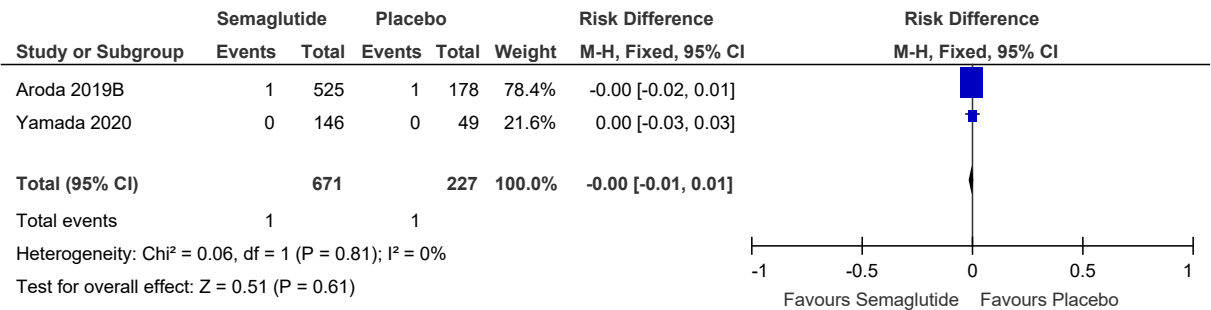 Semaglutide Placebo Risk Difference Risk Difference
Study or Subgroup Events Total Events Total Weight M-H, Fixed, 95% CI M-H, Fixed, 95% CI
Aroda 2019B 1 525 1 178 78.4% -0.00 [-0.02, 0.01]
Yamada 2020 0 146 0 49 21.6% 0.00 [-0.03, 0.03]
Total (95% CI) 671 227 100.0% -0.00 [-0.01, 0.01]
Total events 1 1
Heterogeneity: Chi² = 0.06, df = 1 (P = 0.81); I² = 0%
Test for overall effect: Z = 0.51 (P = 0.61)
-1 -0.5 0 0.5 1
Favours Semaglutide Favours Placebo